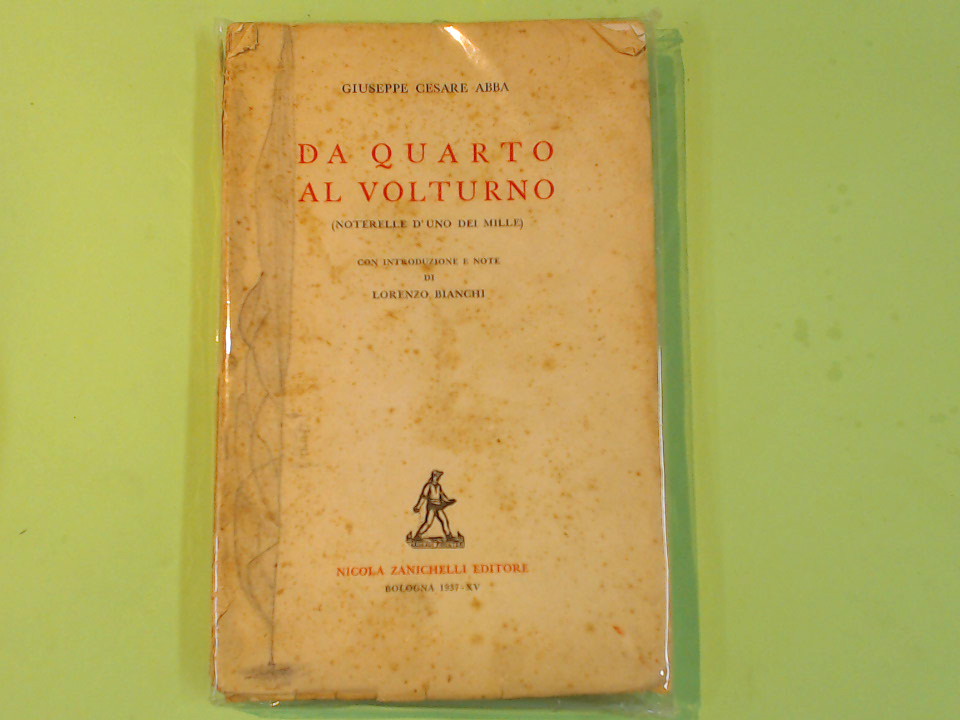 GIUSEPPE CESARE ABBA
DA QUARTO
AL VOLTURNO
(NOTERELLE D'UNO DEI MILLE)
CON INTRODUZIONE E NOTE
DI
LORENZO BIANCHI
NICOLA ZANICHELLI EDITORE
BOLOGNA 1937-XV